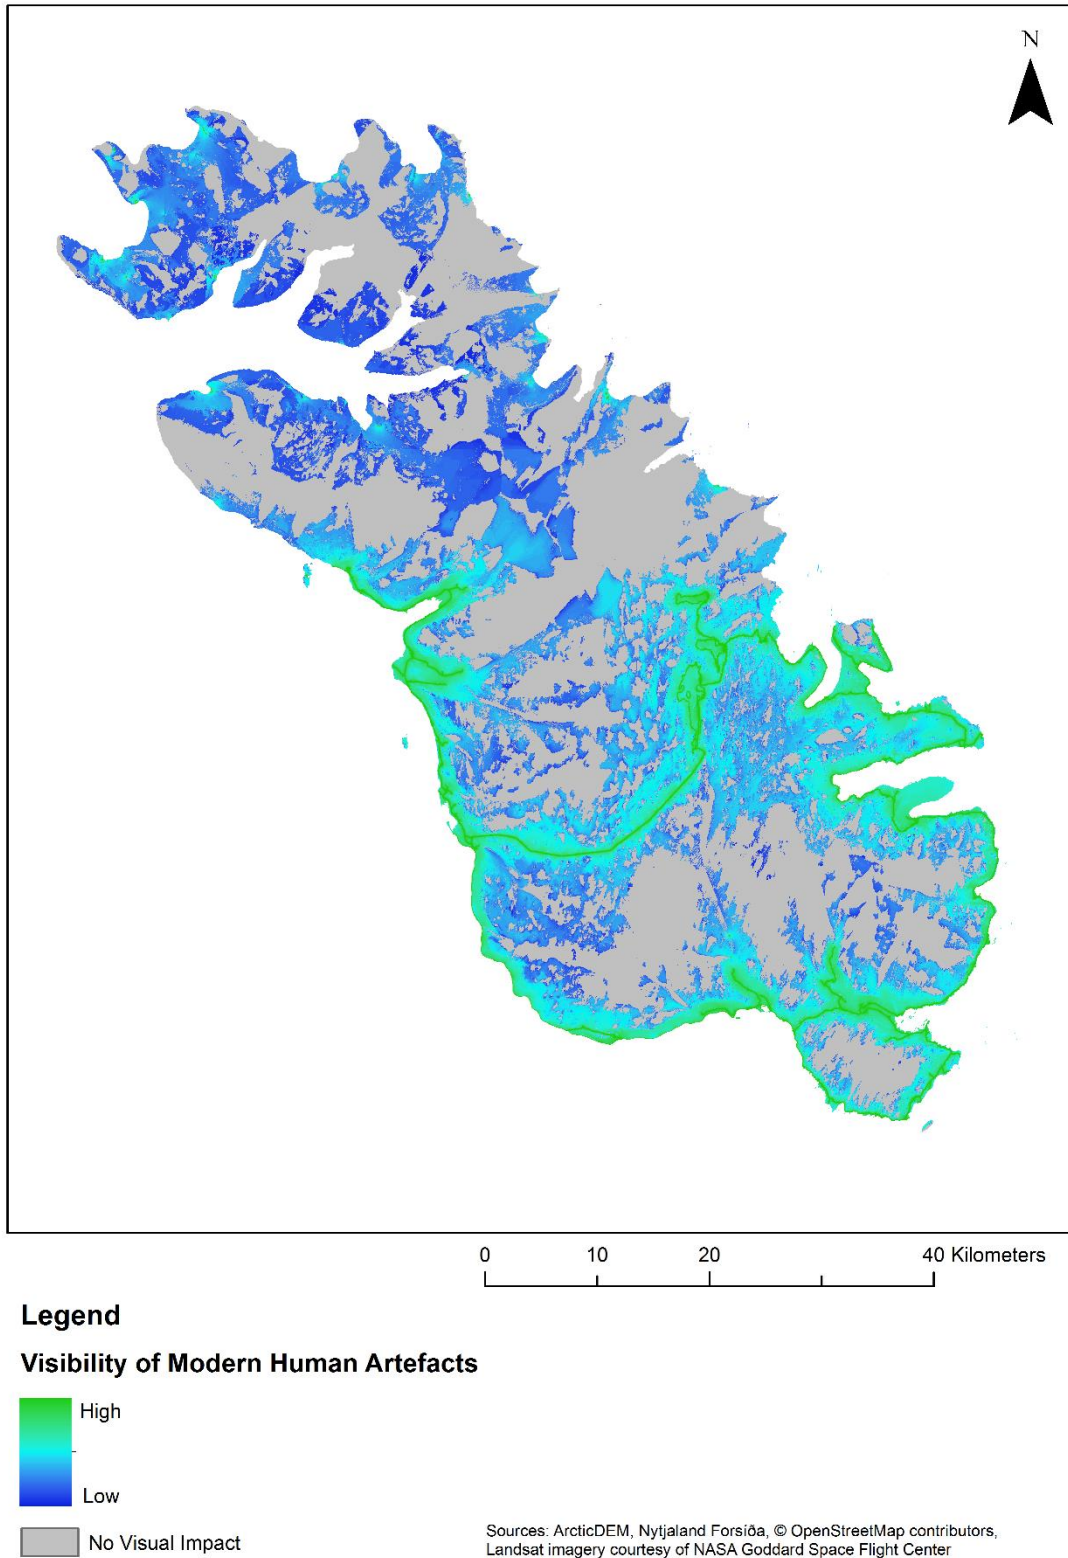 N
0 10 20 40 Kilometers
Legend
Visibility of Modern Human Artefacts
High
Low
No Visual Impact
Sources: ArcticDEM, Nytjaland Forsíða, © OpenStreetMap contributors,
Landsat imagery courtesy of NASA Goddard Space Flight Center